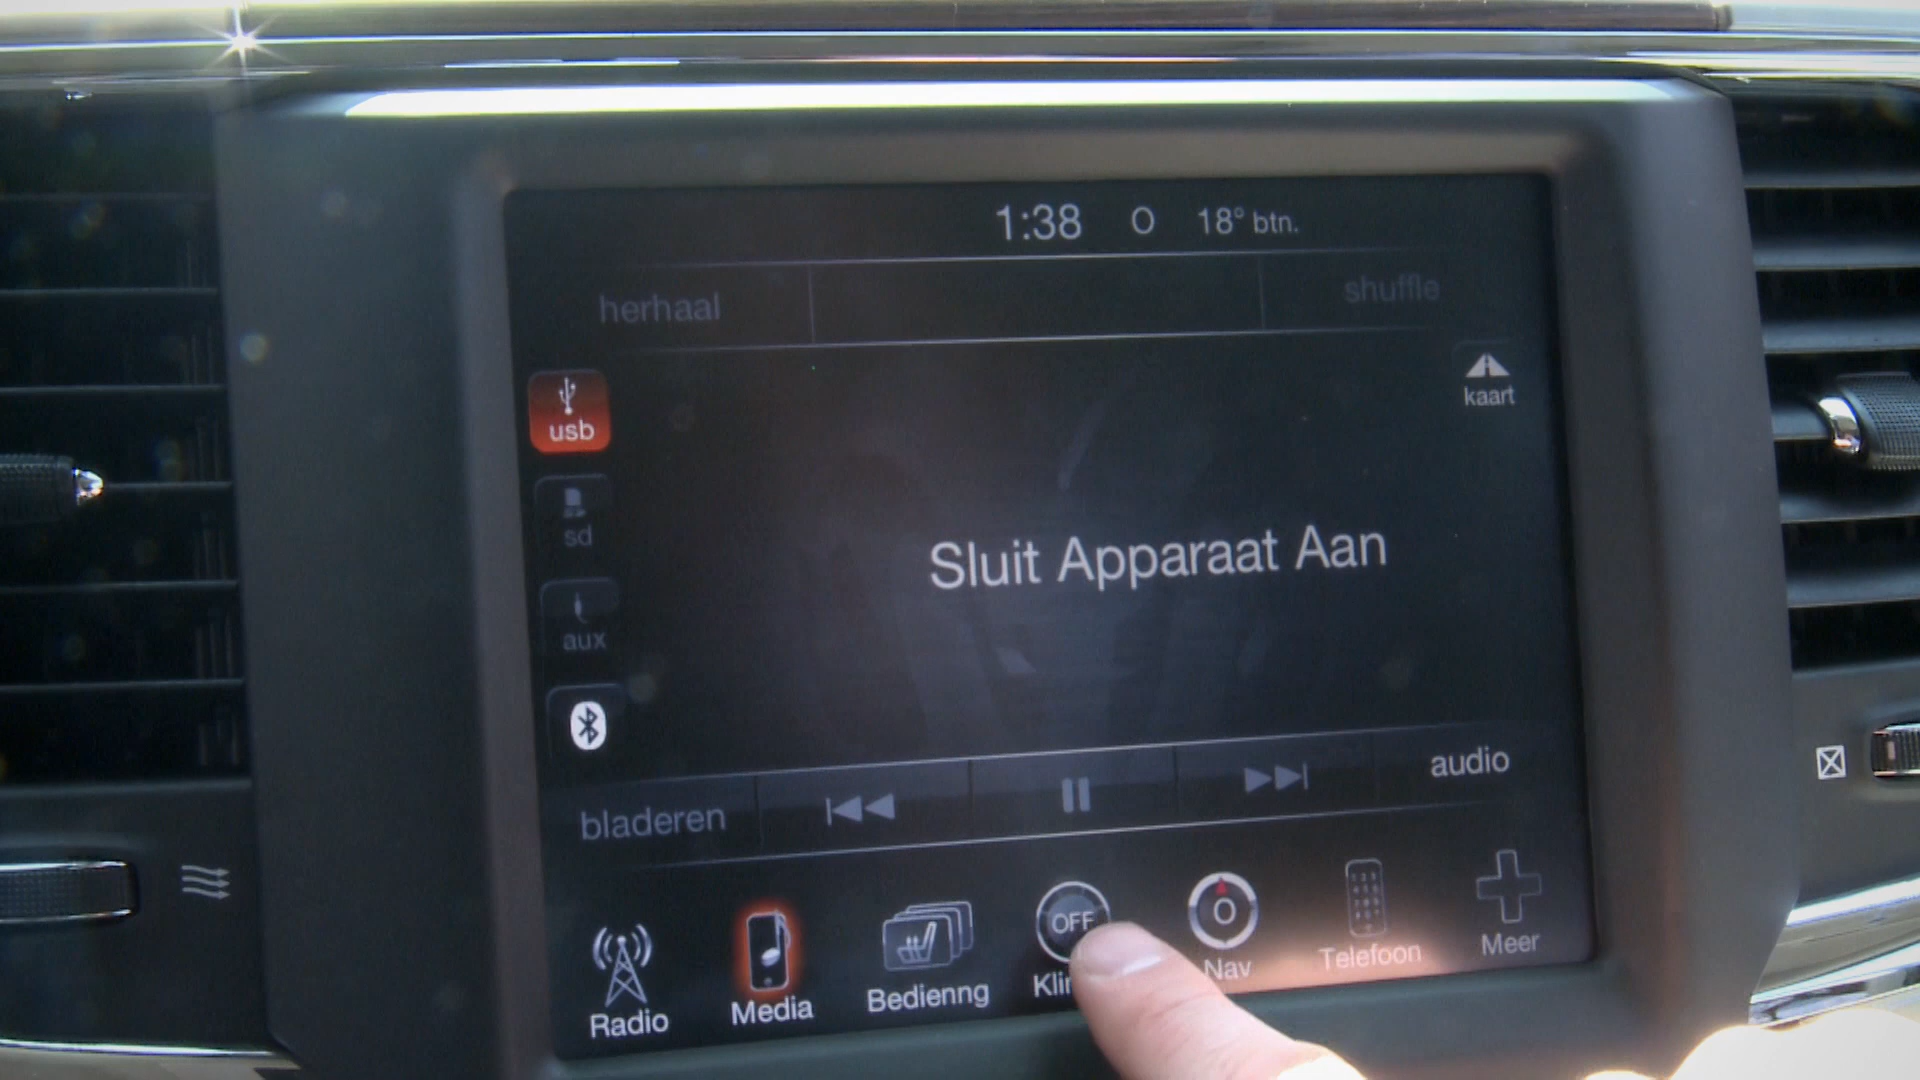 1:38 O 18° btn.
herhaal shuffle
kaart
usb
sd
aux
Sluit Apparaat Aan
bladeren audio
OFF O
Radio Media Bedienng Nav Telefoon Meer